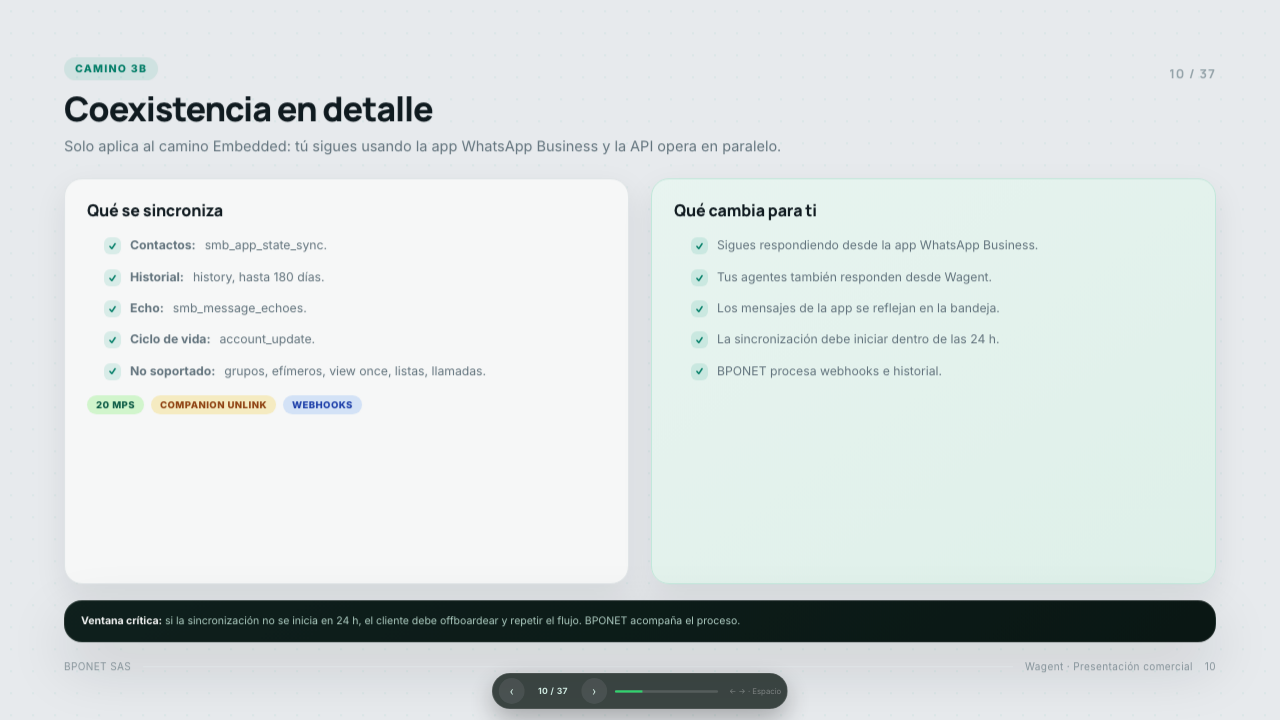 CAMINO 3B
10 / 37
Coexistencia en detalle
Solo aplica al camino Embedded: tú sigues usando la app WhatsApp Business y la API opera en paralelo.
Qué se sincroniza
Contactos: smb_app_state_sync.
Historial: history, hasta 180 días.
Echo: smb_message_echoes.
Ciclo de vida: account_update.
No soportado: grupos, efímeros, view once, listas, llamadas.
20 MPS COMPANION UNLINK WEBHOOKS
Qué cambia para ti
Sigues respondiendo desde la app WhatsApp Business.
Tus agentes también responden desde Wagent.
Los mensajes de la app se reflejan en la bandeja.
La sincronización debe iniciar dentro de las 24 h.
BPONET procesa webhooks e historial.
Ventana crítica: si la sincronización no se inicia en 24 h, el cliente debe offboardear y repetir el flujo. BPONET acompaña el proceso.
BPONET SAS
Wagent · Presentación comercial 10
‹ 10 / 37 › ← → · Espacio